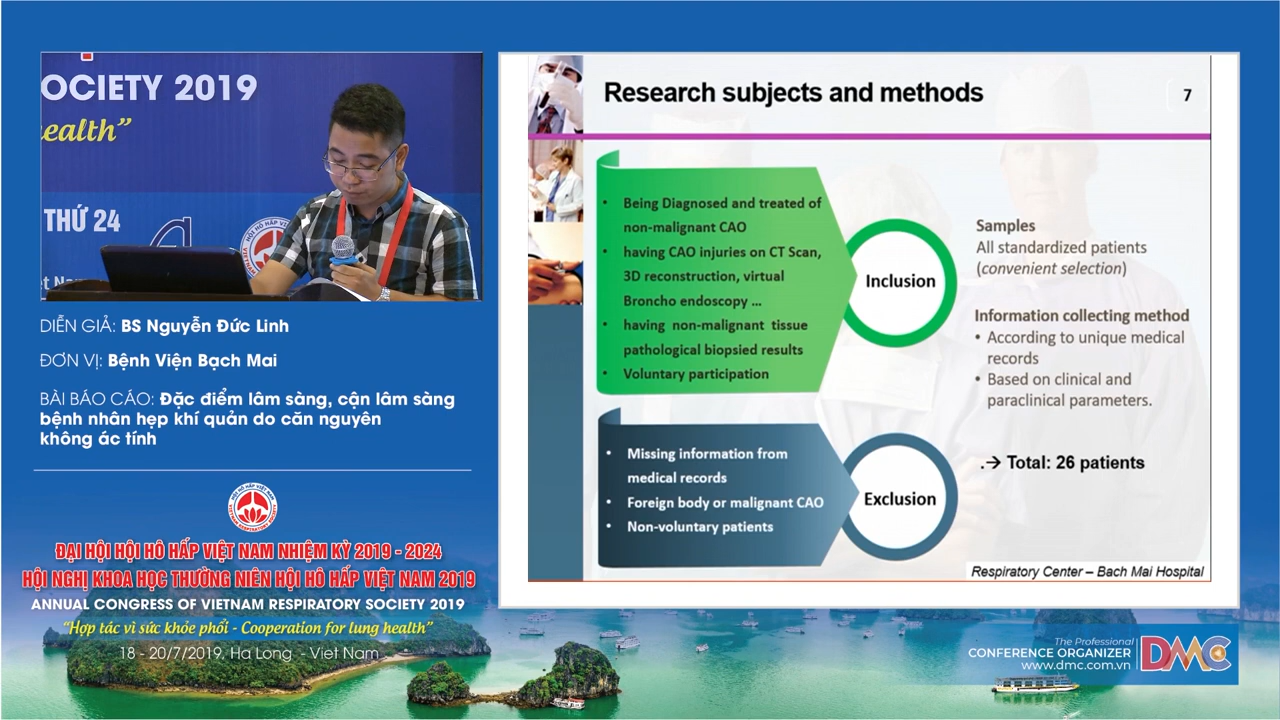 OCIETY 2019
ealth”
THỨ 24
DIỄN GIẢ: BS Nguyễn Đức Linh
ĐƠN VỊ: Bệnh Viện Bạch Mai
BÀI BÁO CÁO: Đặc điểm lâm sàng, cận lâm sàng
bệnh nhân hẹp khí quản do căn nguyên
không ác tính
ĐẠI HỘI HỘI HÔ HẤP VIỆT NAM NHIỆM KỲ 2019 - 2024
HỘI NGHỊ KHOA HỌC THƯỜNG NIÊN HỘI HÔ HẤP VIỆT NAM 2019
ANNUAL CONGRESS OF VIETNAM RESPIRATORY SOCIETY 2019
“Hợp tác vì sức khỏe phổi - Cooperation for lung health”
18 - 20/7/2019, Ha Long - Viet Nam
Research subjects and methods
7
• Being Diagnosed and treated of
non-malignant CAO
• having CAO injuries on CT Scan,
3D reconstruction, virtual
Broncho endoscopy ...
• having non-malignant tissue
pathological biopsied results
• Voluntary participation
Inclusion
• Missing information from
medical records
• Foreign body or malignant CAO
• Non-voluntary patients
Exclusion
Samples
All standardized patients
(convenient selection)
Information collecting method
• According to unique medical
records
• Based on clinical and
paraclinical parameters.
.→ Total: 26 patients
Respiratory Center – Bach Mai Hospital
The Professional
CONFERENCE ORGANIZER
www.dmc.com.vn
DMC